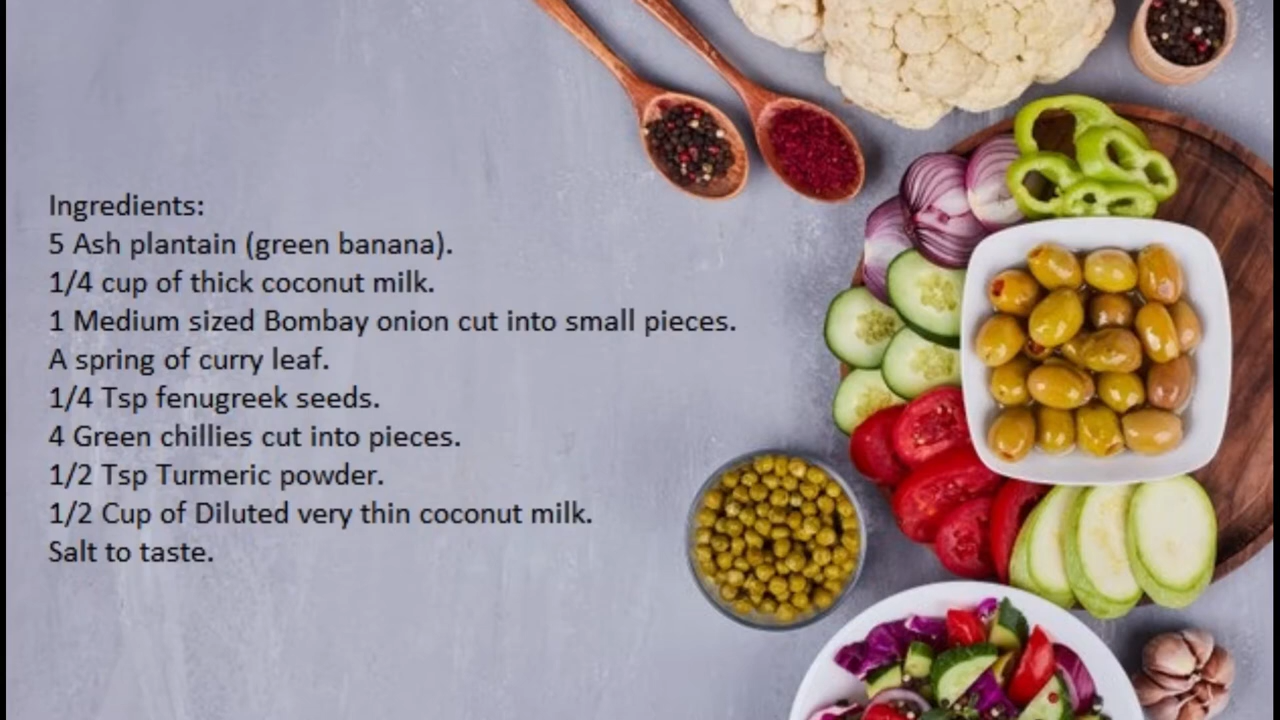 Ingredients:
5 Ash plantain (green banana).
1/4 cup of thick coconut milk.
1 Medium sized Bombay onion cut into small pieces.
A spring of curry leaf.
1/4 Tsp fenugreek seeds.
4 Green chillies cut into pieces.
1/2 Tsp Turmeric powder.
1/2 Cup of Diluted very thin coconut milk.
Salt to taste.